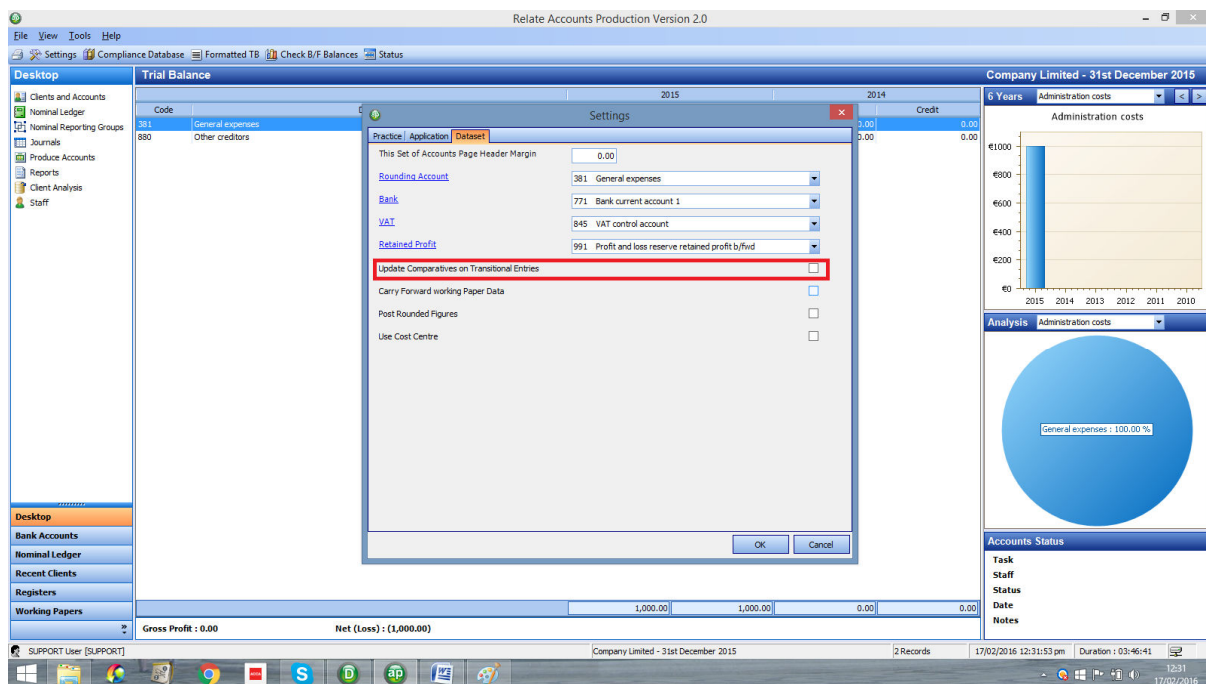 Relate Accounts Production Version 2.0
File View Tools Help
Settings Compliance Database Formatted TB Check B/F Balances Status
Desktop
Clients and Accounts
Nominal Ledger
Nominal Reporting Groups
Journals
Produce Accounts
Reports
Client Analysis
Staff
Desktop
Bank Accounts
Nominal Ledger
Recent Clients
Registers
Working Papers
Trial Balance
Company Limited - 31st December 2015
2015 2014
Code Credit
381 General expenses 0.00 0.00
880 Other creditors 0.00 0.00
Settings
Practice Application Dataset
This Set of Accounts Page Header Margin 0.00
Rounding Account 381 General expenses
Bank 771 Bank current account 1
VAT 845 VAT control account
Retained Profit 991 Profit and loss reserve retained profit b/fwd
Update Comparatives on Transitional Entries
Carry Forward working Paper Data
Post Rounded Figures
Use Cost Centre
OK Cancel
1,000.00 1,000.00 0.00 0.00
Gross Profit : 0.00 Net (Loss) : (1,000.00)
6 Years Administration costs < >
Administration costs
€1000
€800
€600
€400
€200
€0
2015 2014 2013 2012 2011 2010
Analysis Administration costs
General expenses : 100.00 %
Accounts Status
Task
Staff
Status
Date
Notes
SUPPORT User [SUPPORT] Company Limited - 31st December 2015 2 Records 17/02/2016 12:31:53 pm Duration : 03:46:41
12:31
17/02/2016